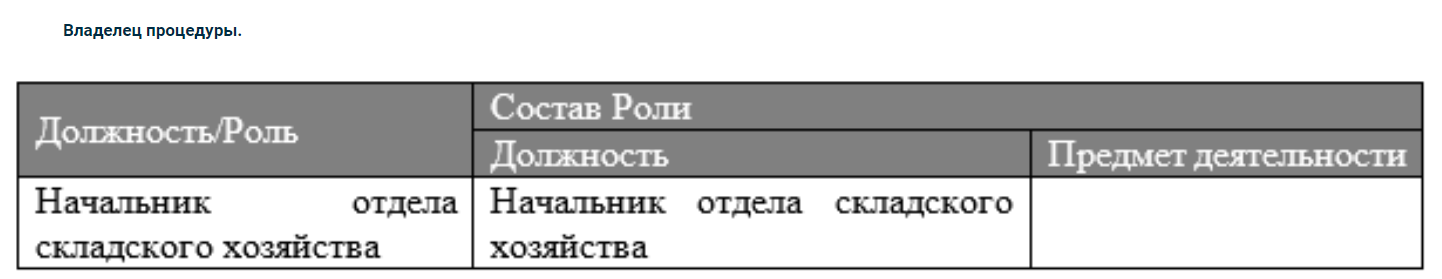 Владелец процедуры.
Должность/Роль
Состав Роли
Должность
Предмет деятельности
Начальник отдела
складского хозяйства
Начальник отдела складского
хозяйства